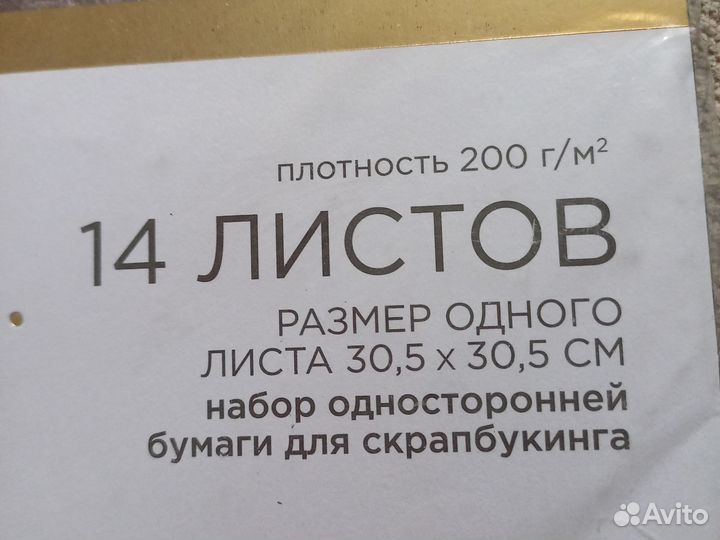 плотность 200 г/м²
14 ЛИСТОВ
РАЗМЕР ОДНОГО
ЛИСТА 30,5 х 30,5 СМ
набор односторонней
бумаги для скрапбукинга
Avito